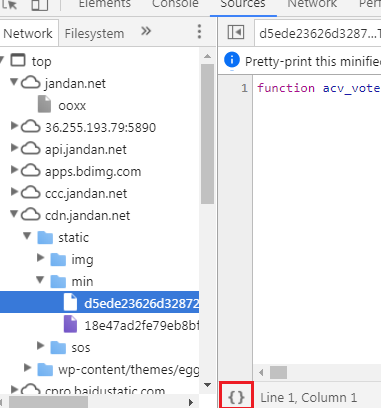 Elements Console Sources Network Performance
Network Filesystem »
d5ede23626d3287...
top
Pretty-print this minified
jandan.net
ooxx
1 function acv_vote
36.255.193.79:5890
api.jandan.net
apps.bdimg.com
ccc.jandan.net
cdn.jandan.net
static
img
min
d5ede23626d32872
18e47ad2fe79eb8bf
sos
wp-content/themes/egg
cpro.baidustatic.com
{} Line 1, Column 1